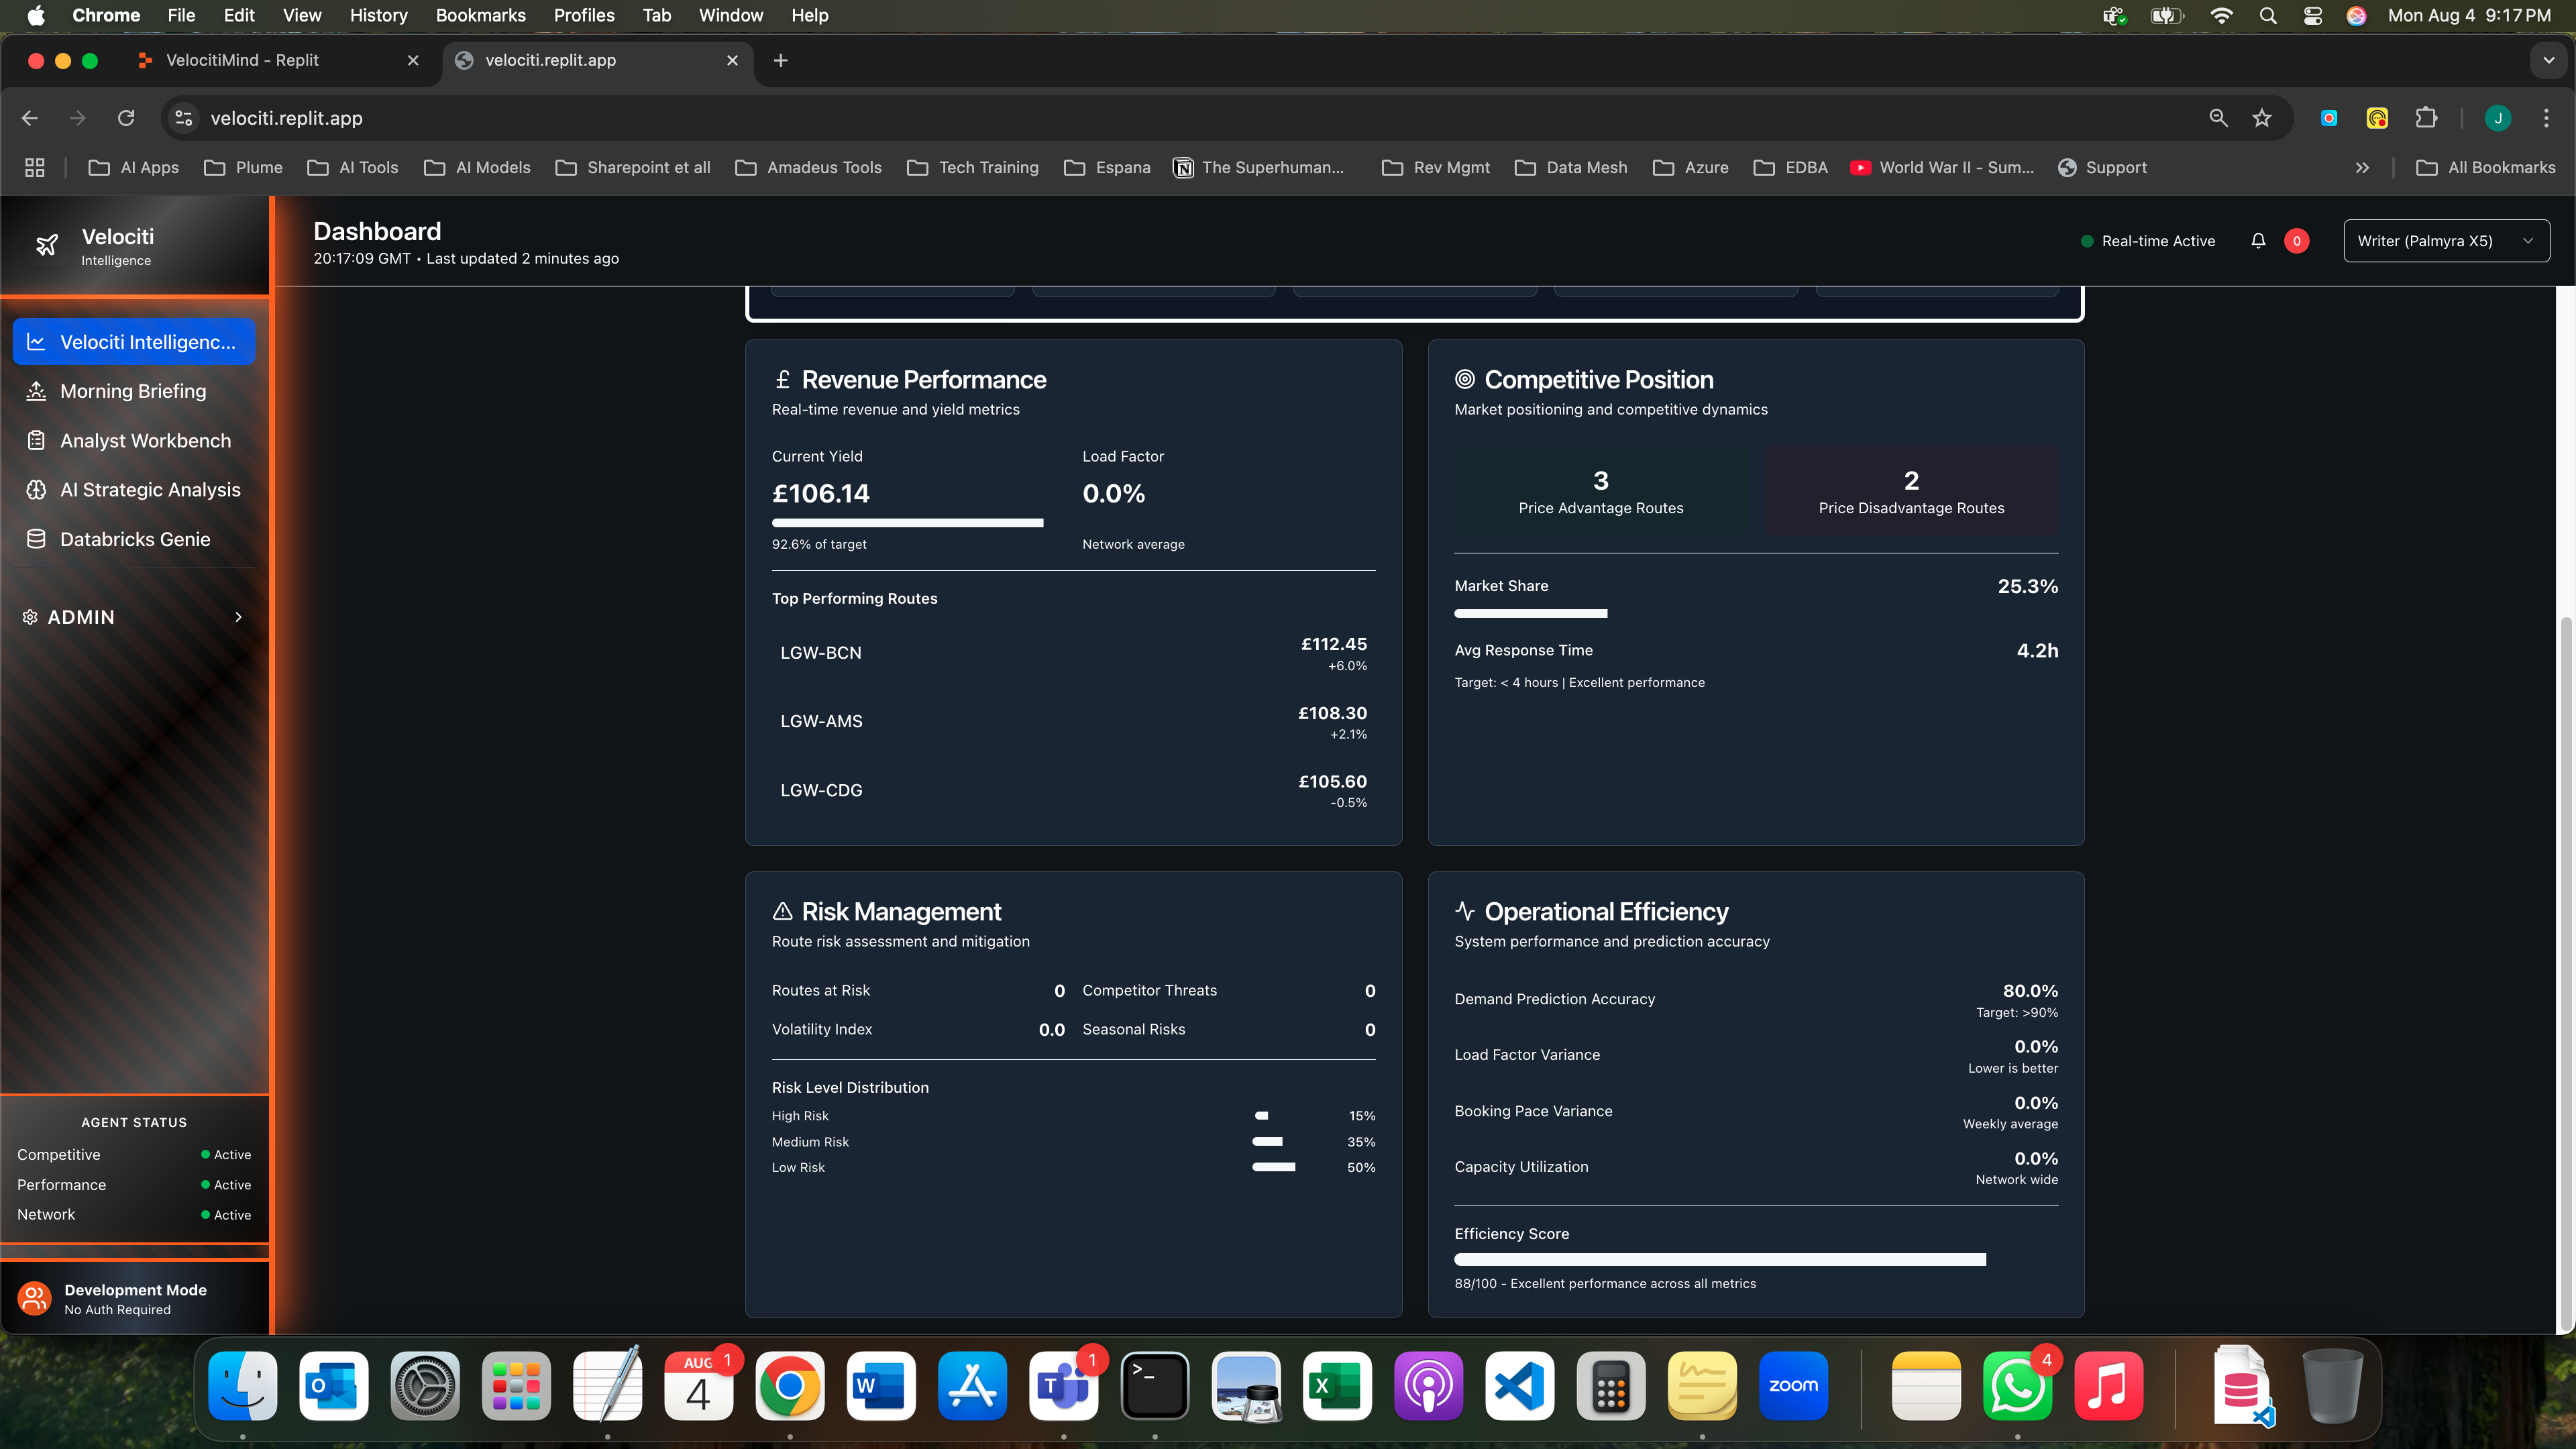 Chrome File Edit View History Bookmarks Profiles Tab Window Help
Mon Aug 4 9:17 PM
VelocitiMind - Replit
velociti.replit.app
velociti.replit.app
J
AI Apps
Plume
AI Tools
AI Models
Sharepoint et all
Amadeus Tools
Tech Training
Espana
The Superhuman...
Rev Mgmt
Data Mesh
Azure
EDBA
World War II - Sum...
Support
All Bookmarks
Velociti
Intelligence
Velociti Intelligenc...
Morning Briefing
Analyst Workbench
AI Strategic Analysis
Databricks Genie
ADMIN
AGENT STATUS
Competitive Active
Performance Active
Network Active
Development Mode
No Auth Required
Dashboard
20:17:09 GMT • Last updated 2 minutes ago
Real-time Active
0
Writer (Palmyra X5)
£ Revenue Performance
Real-time revenue and yield metrics
Current Yield
£106.14
92.6% of target
Load Factor
0.0%
Network average
Top Performing Routes
LGW-BCN
£112.45
+6.0%
LGW-AMS
£108.30
+2.1%
LGW-CDG
£105.60
-0.5%
Competitive Position
Market positioning and competitive dynamics
3
Price Advantage Routes
2
Price Disadvantage Routes
Market Share 25.3%
Avg Response Time 4.2h
Target: < 4 hours | Excellent performance
Risk Management
Route risk assessment and mitigation
Routes at Risk 0
Competitor Threats 0
Volatility Index 0.0
Seasonal Risks 0
Risk Level Distribution
High Risk 15%
Medium Risk 35%
Low Risk 50%
Operational Efficiency
System performance and prediction accuracy
Demand Prediction Accuracy
80.0%
Target: >90%
Load Factor Variance
0.0%
Lower is better
Booking Pace Variance
0.0%
Weekly average
Capacity Utilization
0.0%
Network wide
Efficiency Score
88/100 - Excellent performance across all metrics
O
AUG
4
1
W
T
1
>_
X
zoom
4